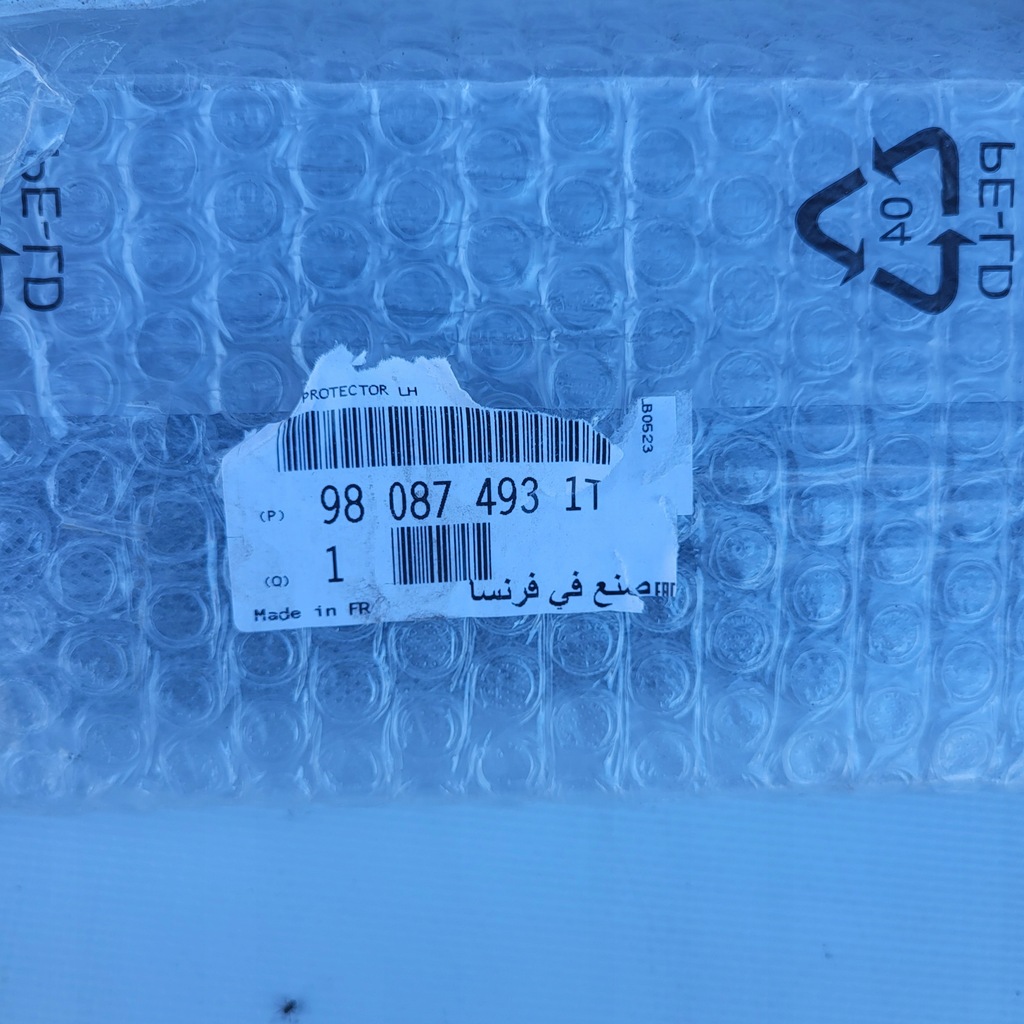 PE-LD
PE-LD
04
PROTECTOR LH
LB0523
(P) 98 087 493 1T
(Q) 1
صنع في فرنسا EAC
Made in FR